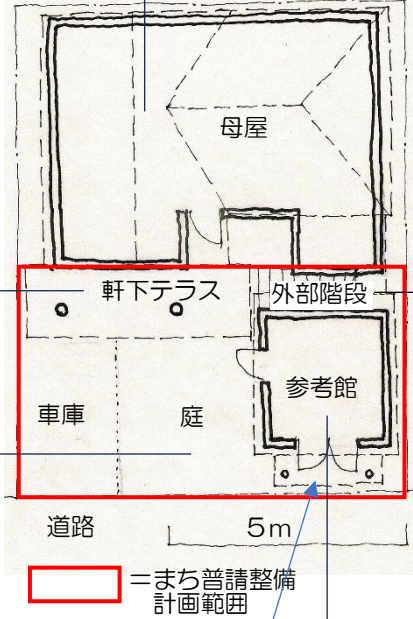 母屋
軒下テラス
外部階段
参考館
車庫
庭
道路
5m
=まち普請整備
計画範囲